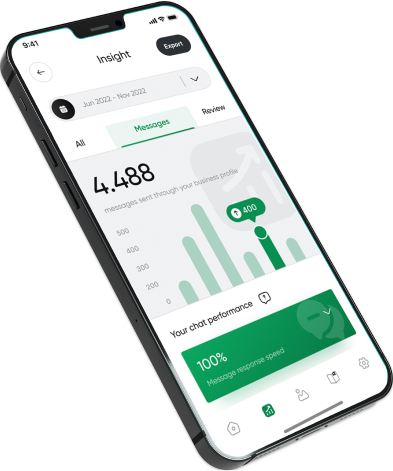 9:41
Insight
Export
Jun 2022 - Nov 2022
All
Messages
Review
4.488
messages sent through your business profile
500
400
300
200
0
400
Your chat performance
100%
Message response speed